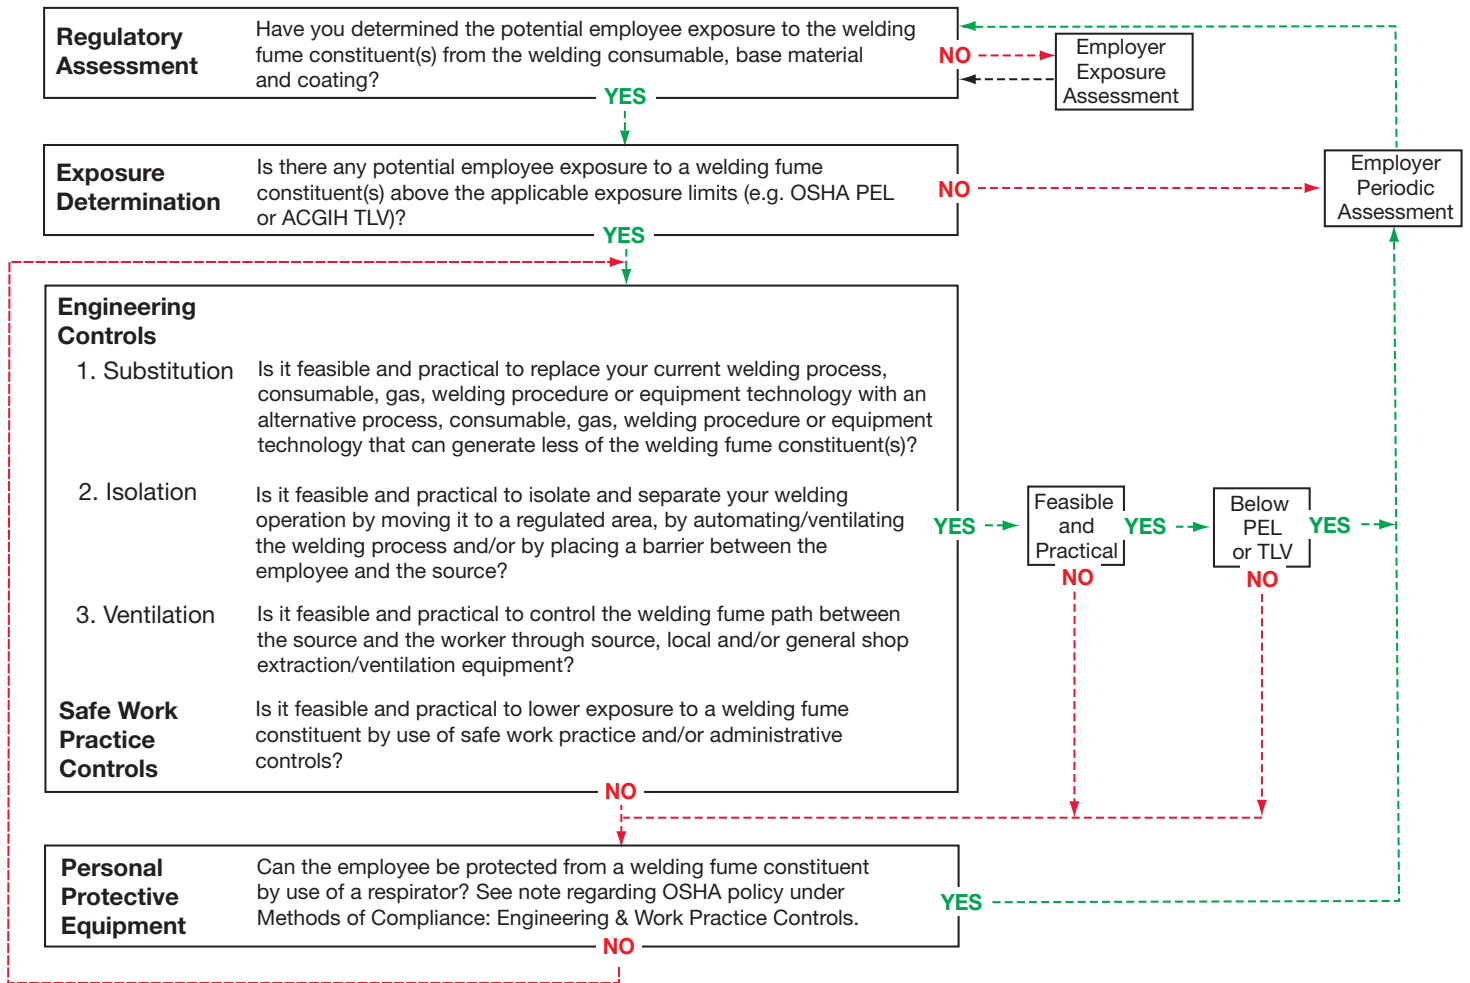 Regulatory
Assessment
Have you determined the potential employee exposure to the welding
fume constituent(s) from the welding consumable, base material
and coating?
NO
Employer
Exposure
Assessment
YES
Exposure
Determination
Is there any potential employee exposure to a welding fume
constituent(s) above the applicable exposure limits (e.g. OSHA PEL
or ACGIH TLV)?
NO
Employer
Periodic
Assessment
YES
Engineering
Controls
1. Substitution
Is it feasible and practical to replace your current welding process,
consumable, gas, welding procedure or equipment technology with an
alternative process, consumable, gas, welding procedure or equipment
technology that can generate less of the welding fume constituent(s)?
2. Isolation
Is it feasible and practical to isolate and separate your welding
operation by moving it to a regulated area, by automating/ventilating
the welding process and/or by placing a barrier between the
employee and the source?
YES
Feasible
and
Practical
YES
Below
PEL
or TLV
YES
NO
NO
3. Ventilation
Is it feasible and practical to control the welding fume path between
the source and the worker through source, local and/or general shop
extraction/ventilation equipment?
Safe Work
Practice
Controls
Is it feasible and practical to lower exposure to a welding fume
constituent by use of safe work practice and/or administrative
controls?
NO
Personal
Protective
Equipment
Can the employee be protected from a welding fume constituent
by use of a respirator? See note regarding OSHA policy under
Methods of Compliance: Engineering & Work Practice Controls.
YES
NO